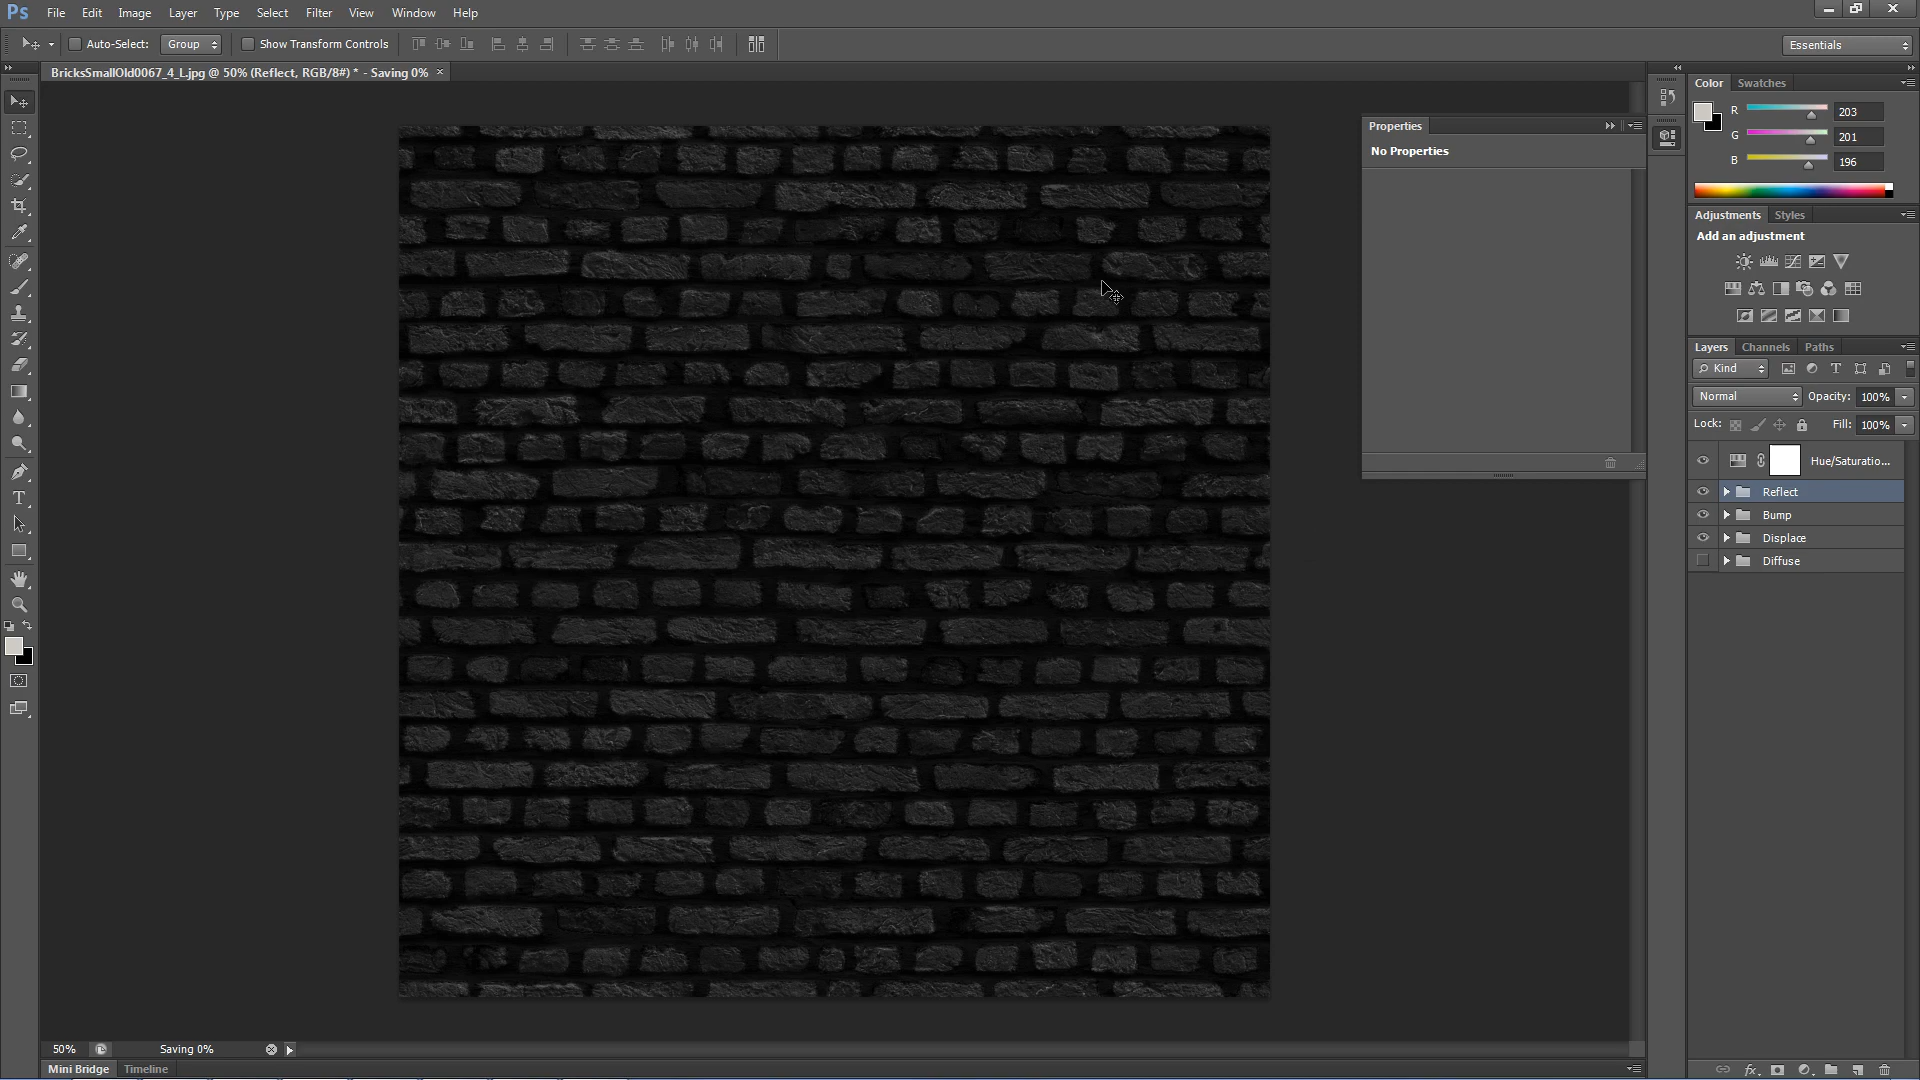 Ps File Edit Image Layer Type Select Filter View Window Help
Auto-Select: Group Show Transform Controls Essentials
BricksSmallOld0067_4_L.jpg @ 50% (Reflect, RGB/8#) * - Saving 0% ×
Color Swatches
R 203
G 201
B 196
Properties
No Properties
Adjustments Styles
Add an adjustment
Layers Channels Paths
Kind
Normal Opacity: 100%
Lock: Fill: 100%
Hue/Saturatio...
Reflect
Bump
Displace
Diffuse
50% Saving 0%
Mini Bridge Timeline